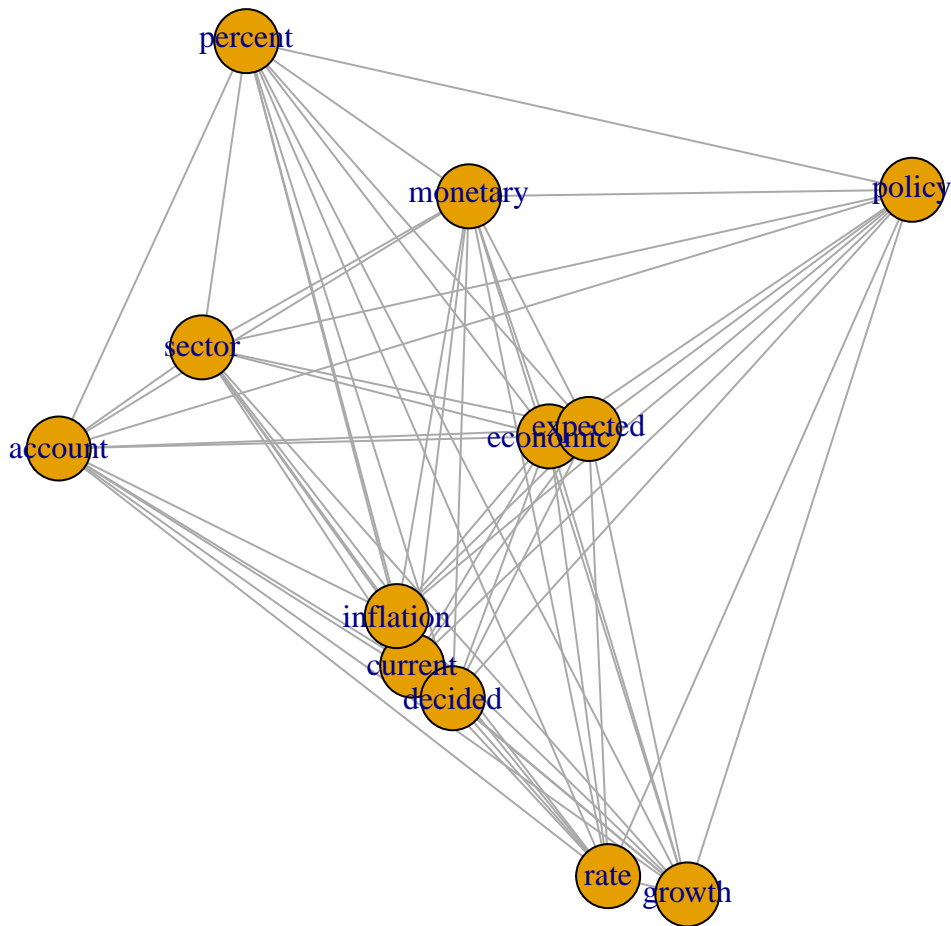 percent
monetary
policy
sector
expected
economic
account
inflation
current
decided
rate
growth